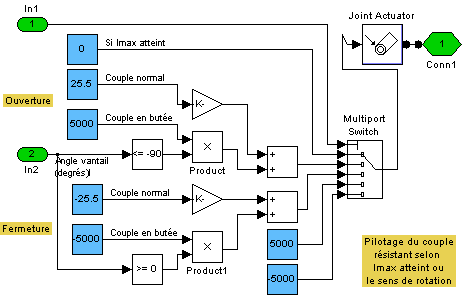 In1
1
Joint Actuator
1
Conn1
0
Si Imax atteint
25.5
Couple normal
K-
Ouverture
5000
Couple en butée
×
Product
2
In2
Angle vantail
(degrés)
<= -90
+
+
Multiport
Switch
-25.5
Couple normal
K-
+
+
Fermeture
-5000
Couple en butée
×
Product1
>= 0
5000
-5000
Pilotage du couple
résistant selon
Imax atteint ou
le sens de rotation